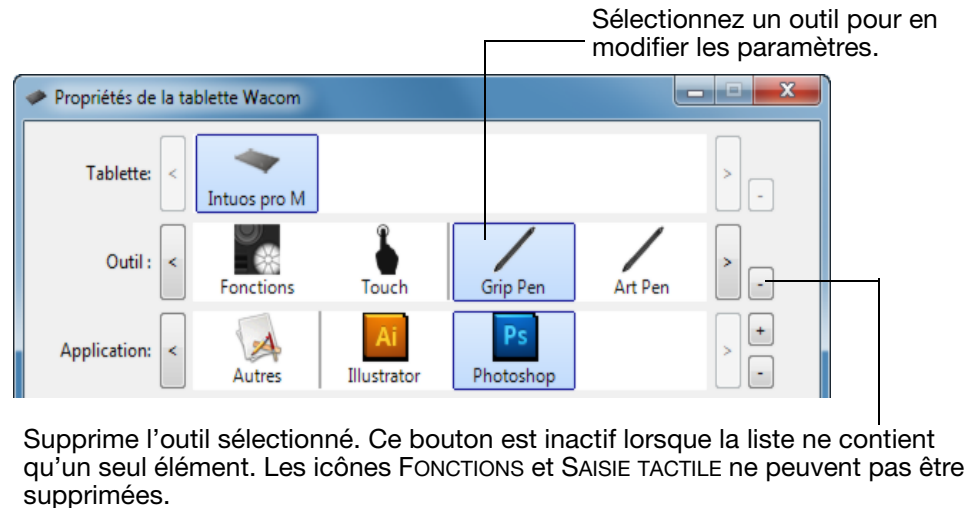 Sélectionnez un outil pour en
modifier les paramètres.
Propriétés de la tablette Wacom
Tablette: < Intuos pro M > -
Outil : < Fonctions Touch Grip Pen Art Pen > -
Application: < Autres Ai Illustrator Ps Photoshop > + -
Supprime l’outil sélectionné. Ce bouton est inactif lorsque la liste ne contient
qu’un seul élément. Les icônes FONCTIONS et SAISIE TACTILE ne peuvent pas être
supprimées.